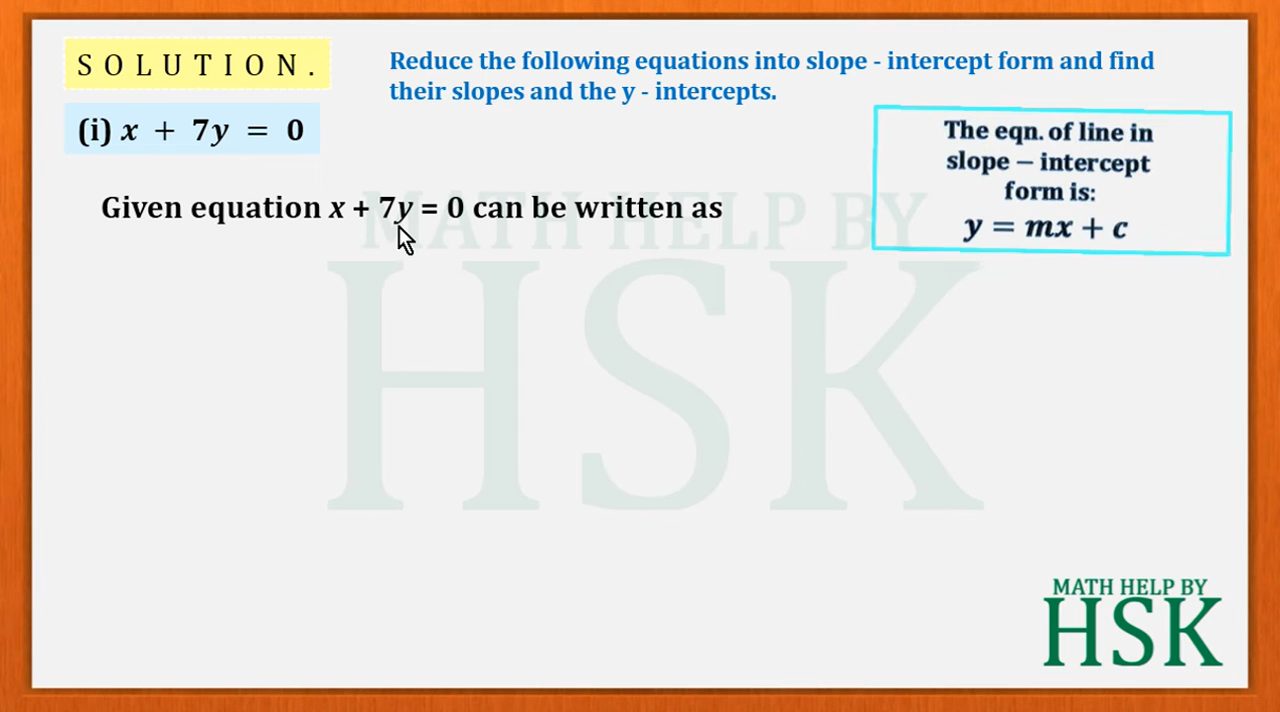 SOLUTION.
Reduce the following equations into slope - intercept form and find
their slopes and the y - intercepts.
(i) x + 7y = 0
The eqn. of line in
slope – intercept
form is:
y = mx + c
Given equation x + 7y = 0 can be written as
MATH HELP BY
HSK
MATH HELP BY
HSK